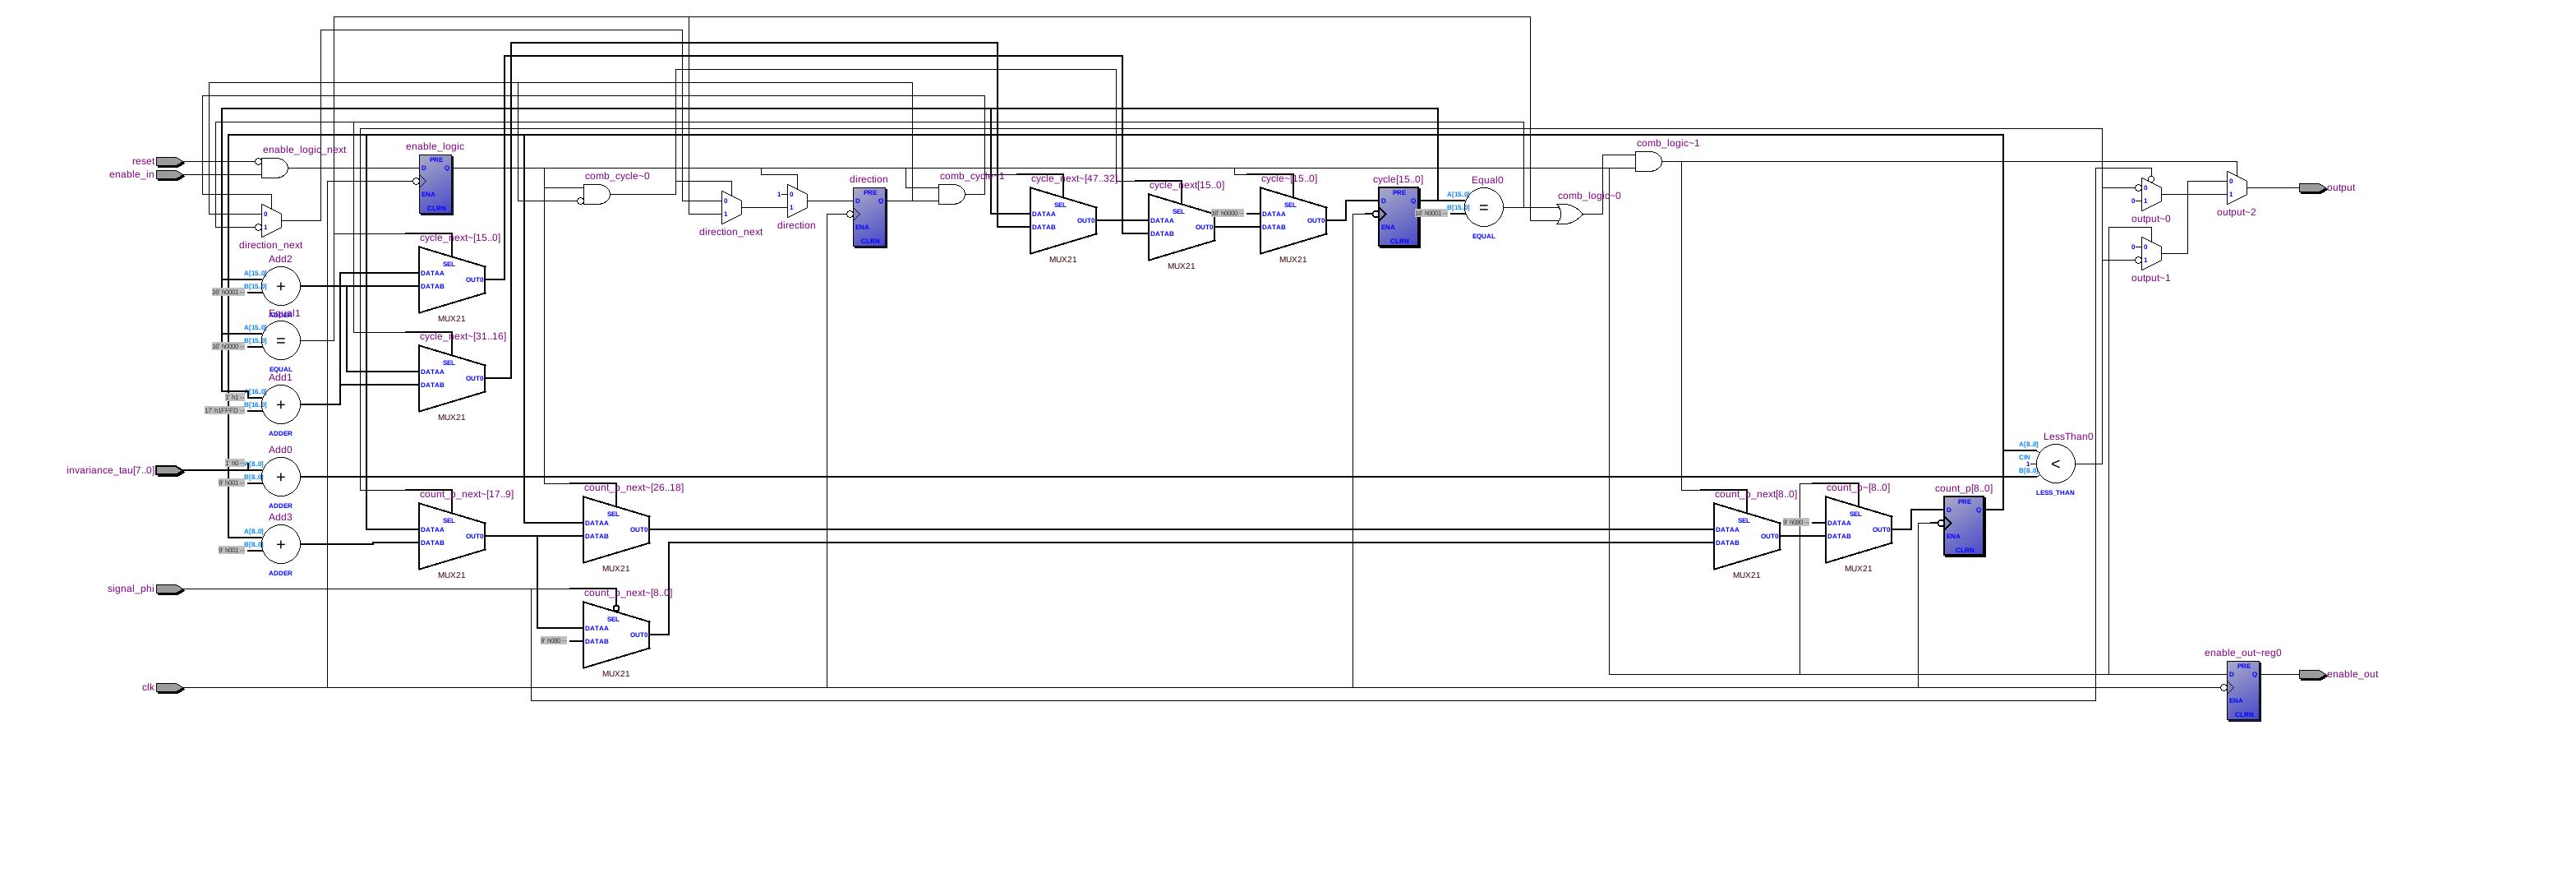 reset
enable_in
enable_logic_next
0
1
direction_next
enable_logic
PRE
D
Q
ENA
CLRN
comb_cycle~0
0
1
direction_next
1
0
1
direction
direction
PRE
D
Q
ENA
CLRN
comb_cycle~1
cycle_next~[47..32]
SEL
DATAA
DATAB
OUT0
MUX21
cycle_next[15..0]
SEL
DATAA
DATAB
OUT0
MUX21
cycle~[15..0]
16' h0000 --
SEL
DATAA
DATAB
OUT0
MUX21
cycle[15..0]
PRE
D
Q
ENA
CLRN
Equal0
A[15..0]
B[15..0]
16' h0001 --
=
EQUAL
comb_logic~0
comb_logic~1
0
0
1
output~0
0
0
1
output~1
0
1
output~2
output
Add2
A[15..0]
B[15..0]
16' h0001 --
+
ADDER
cycle_next~[15..0]
SEL
DATAA
DATAB
OUT0
MUX21
Equal1
A[15..0]
B[15..0]
16' h0000 --
=
EQUAL
cycle_next~[31..16]
SEL
DATAA
DATAB
OUT0
MUX21
Add1
A[16..0]
1' h1 --
B[16..0]
17' h1FFFD --
+
ADDER
invariance_tau[7..0]
Add0
1' h0 --
A[8..0]
B[8..0]
9' h001 --
+
ADDER
Add3
A[8..0]
B[8..0]
9' h001 --
+
ADDER
count_p_next~[17..9]
SEL
DATAA
DATAB
OUT0
MUX21
count_p_next~[26..18]
SEL
DATAA
DATAB
OUT0
MUX21
count_p_next[8..0]
SEL
DATAA
DATAB
OUT0
MUX21
count_p~[8..0]
9' h080 --
SEL
DATAA
DATAB
OUT0
MUX21
count_p[8..0]
PRE
D
Q
ENA
CLRN
LessThan0
A[8..0]
CIN
1
B[8..0]
<
LESS_THAN
signal_phi
count_p_next~[8..0]
SEL
DATAA
DATAB
9' h080 --
OUT0
MUX21
clk
enable_out~reg0
PRE
D
Q
ENA
CLRN
enable_out